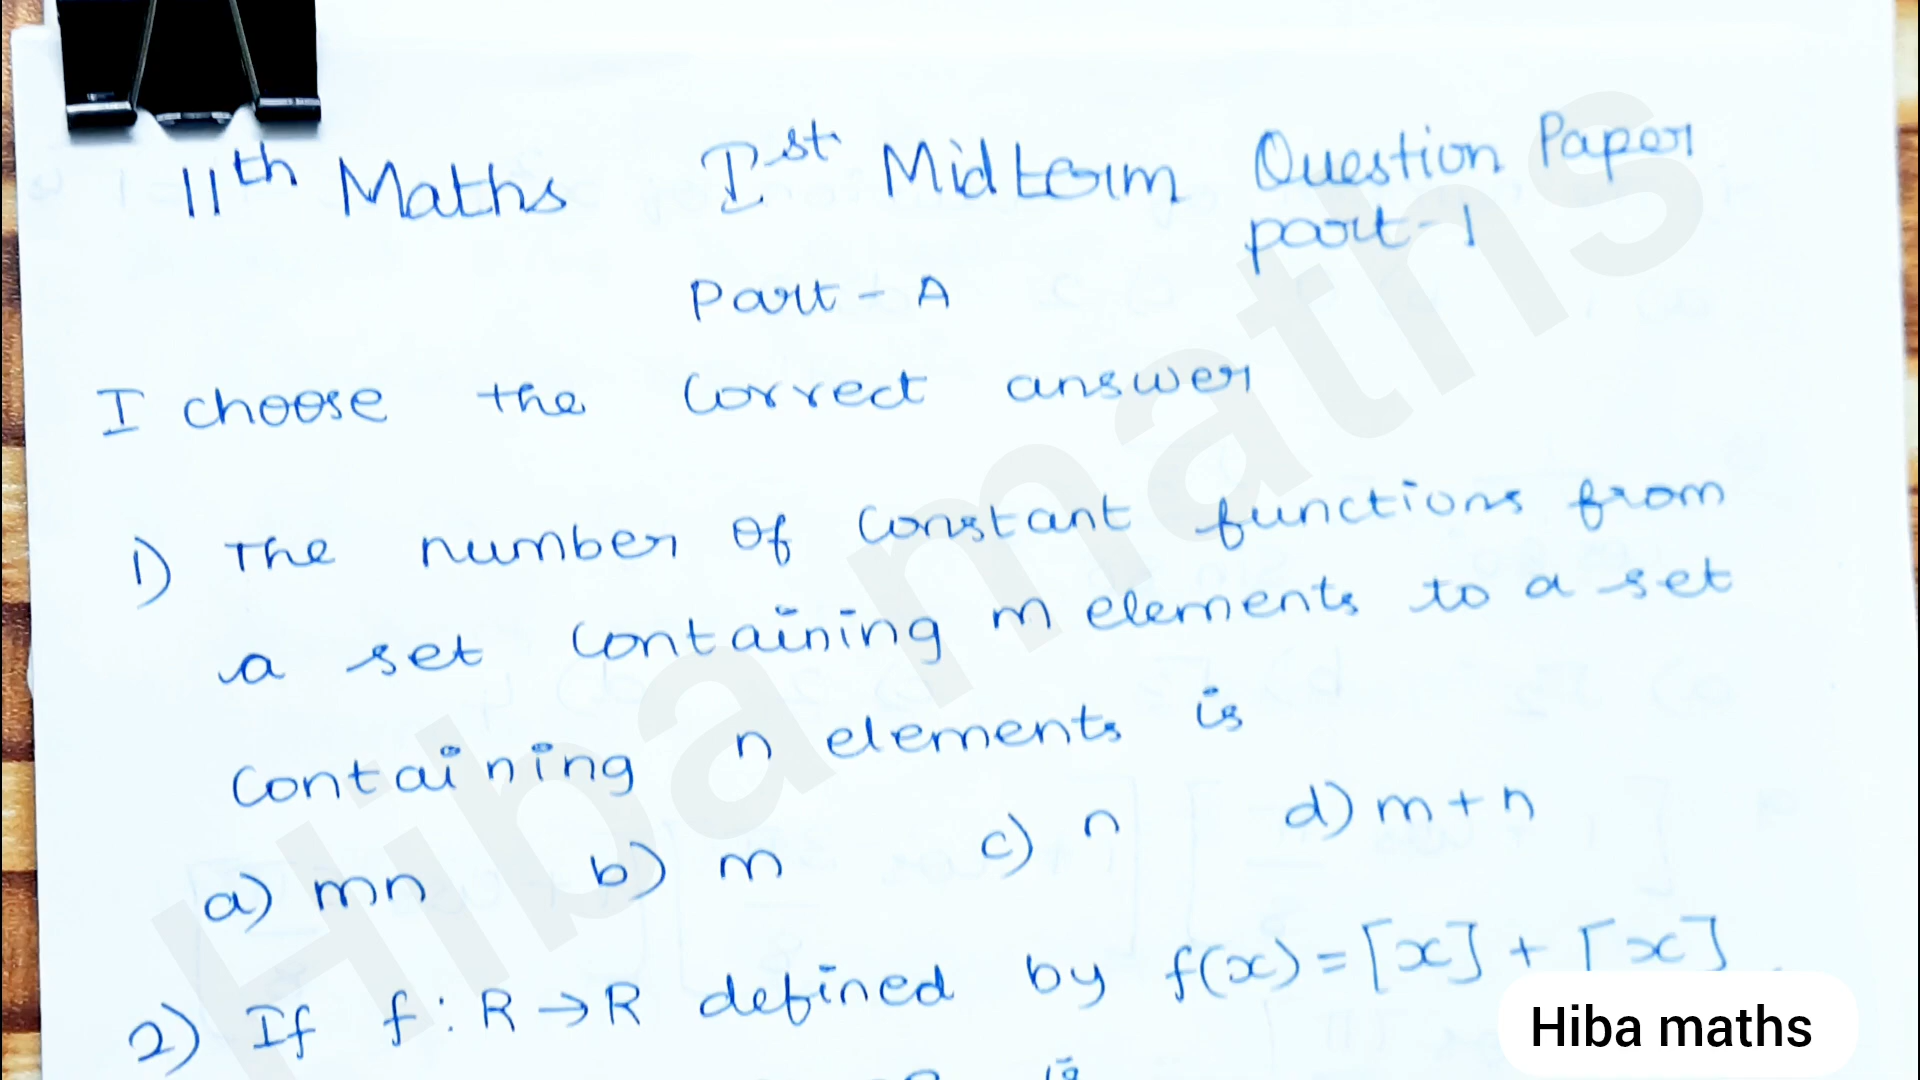 11th Maths Ist Midterm Question Paper
part-1
Part - A
I choose the correct answer
1) The number of constant functions from
a set containing m elements to a set
containing n elements is
a) mn b) m c) n d) m+n
2) If f: R→R defined by f(x) = [x] + [x]
Hiba maths
Hiba maths